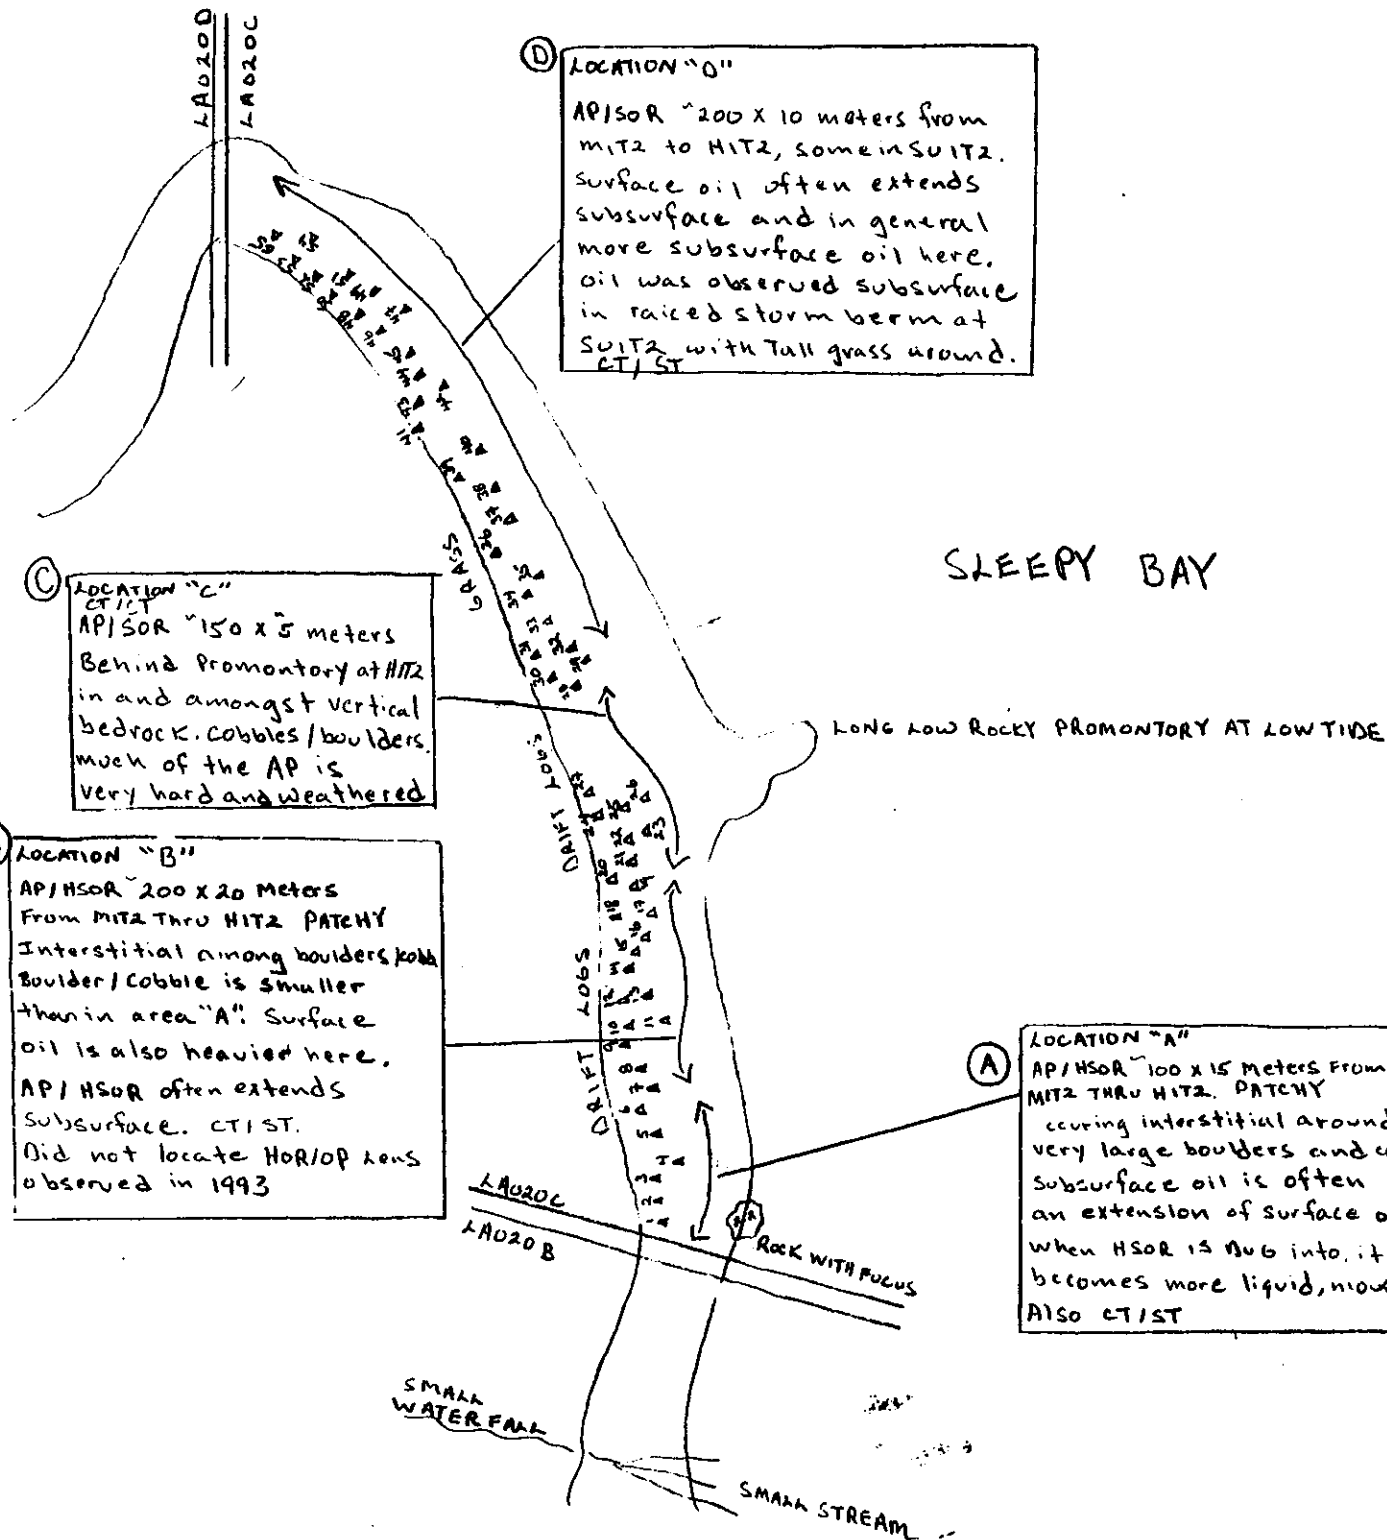 LA020D
LA020C
D
LOCATION "D"
AP/SOR ~200 X 10 meters from
MITZ to HITZ, some in SUITZ.
surface oil often extends
subsurface and in general
more subsurface oil here.
oil was observed subsurface
in raiced storm berm at
SUITZ with Tall grass around.
CT/ST
GRASS
SLEEPY BAY
C
LOCATION "C"
CT/CT
AP/SOR ~150 x ~5 meters
Behind Promontory at HITZ
in and amongst vertical
bedrock. Cobbles/boulders.
much of the AP is
very hard and weathered
LONG LOW ROCKY PROMONTORY AT LOW TIDE
DRIFT LOGS
LOCATION "B"
AP/HSOR ~200 X 20 Meters
From MITZ Thru HITZ PATCHY
Interstitial among boulders/cobb
Boulder/Cobble is smaller
than in area "A". Surface
oil is also heavier here.
AP/HSOR often extends
Subsurface. CT/ST.
Did not locate HOR/OP Lens
observed in 1993
DRIFT LOGS
A
LOCATION "A"
AP/HSOR ~100 x 15 Meters From
MITZ THRU HITZ. PATCHY
ccuring interstitial around
very large boulders and c
Subsurface oil is often
an extension of surface o
when HSOR is DUG into, it
becomes more liquid, mou
Also CT/ST
LA020C
LA020B
ROCK WITH FUCUS
SMALL
WATERFALL
SMALL STREAM